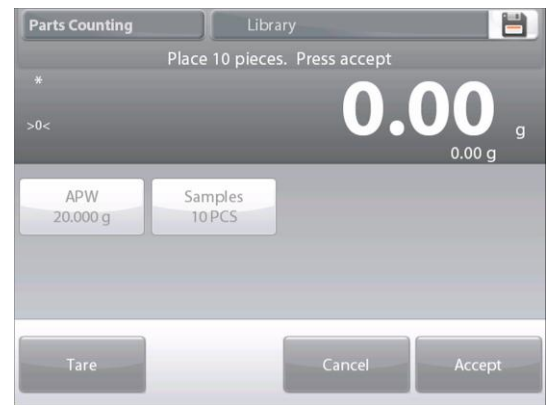 Parts Counting Library
Place 10 pieces. Press accept
*
0.00 g
>0<
0.00 g
APW Samples
20.000 g 10 PCS
Tare Cancel Accept